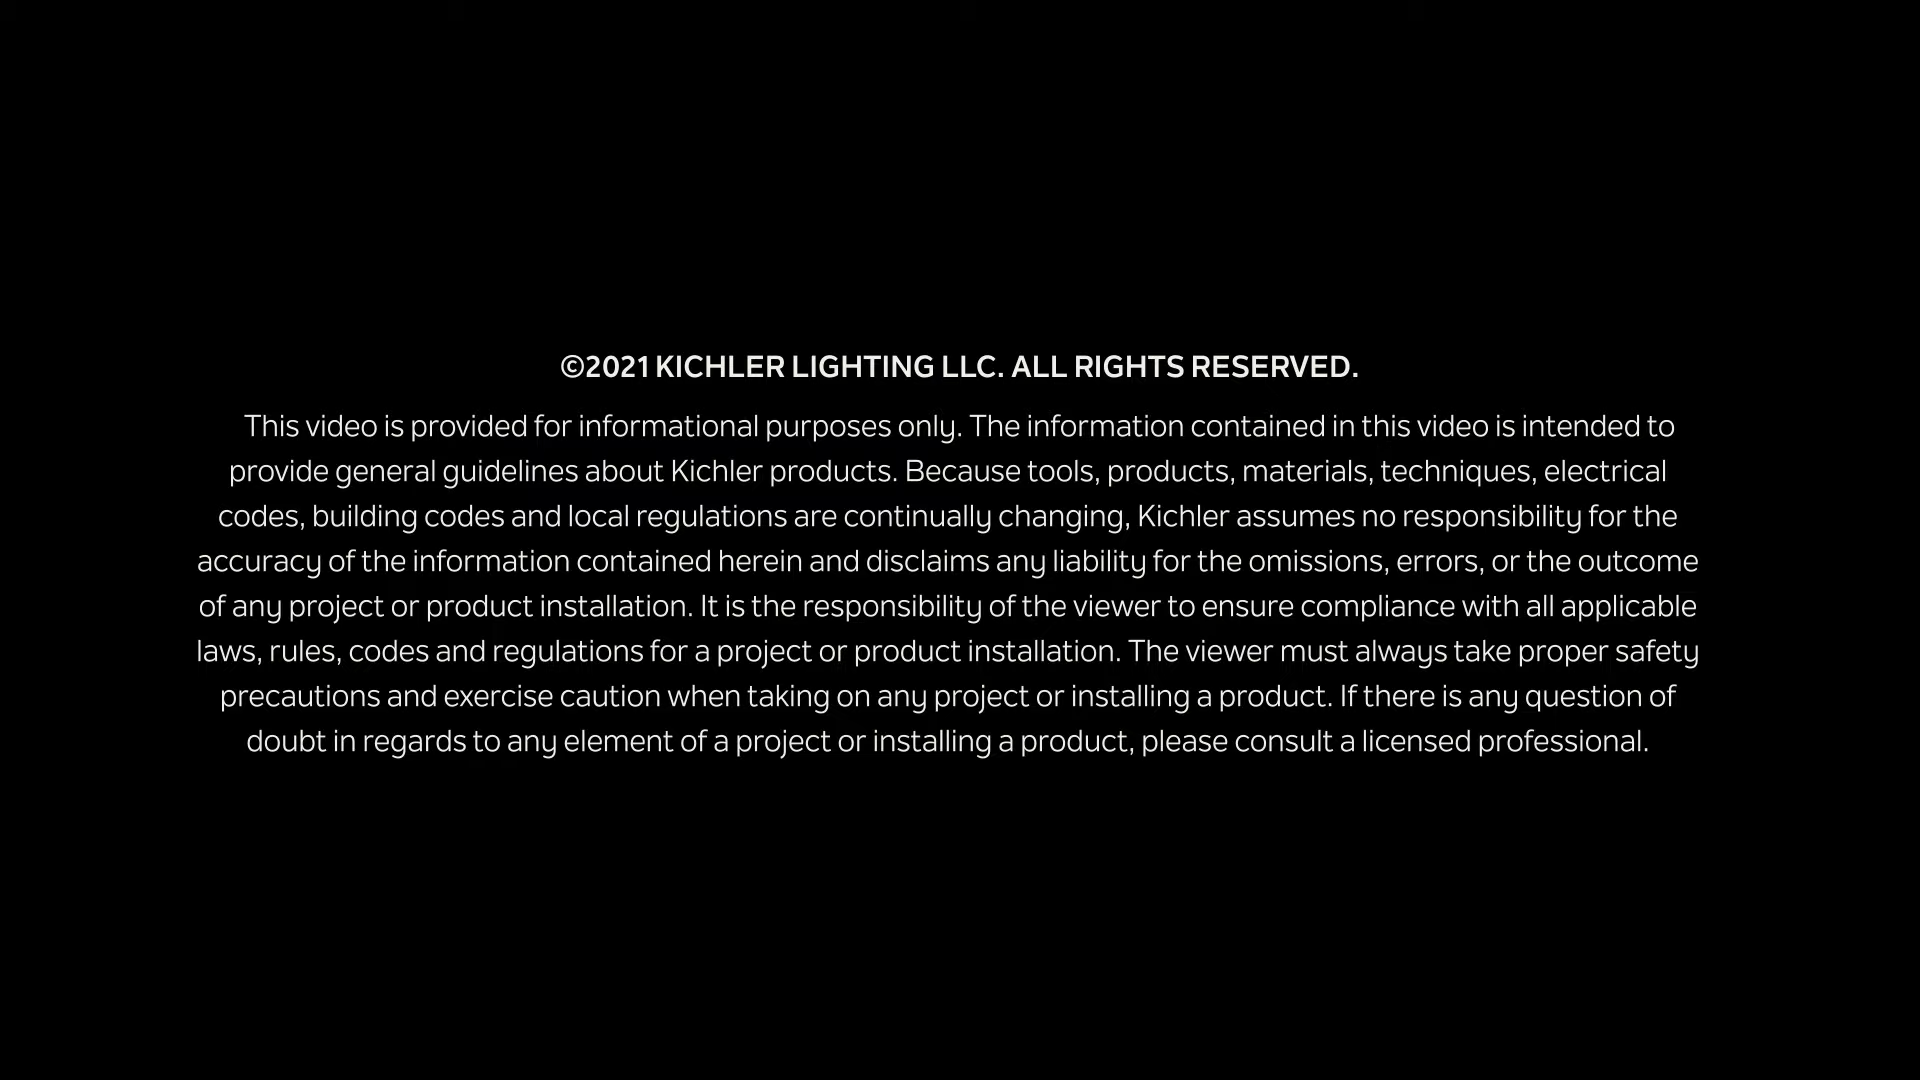 ©2021 KICHLER LIGHTING LLC. ALL RIGHTS RESERVED.
This video is provided for informational purposes only. The information contained in this video is intended to
provide general guidelines about Kichler products. Because tools, products, materials, techniques, electrical
codes, building codes and local regulations are continually changing, Kichler assumes no responsibility for the
accuracy of the information contained herein and disclaims any liability for the omissions, errors, or the outcome
of any project or product installation. It is the responsibility of the viewer to ensure compliance with all applicable
laws, rules, codes and regulations for a project or product installation. The viewer must always take proper safety
precautions and exercise caution when taking on any project or installing a product. If there is any question of
doubt in regards to any element of a project or installing a product, please consult a licensed professional.